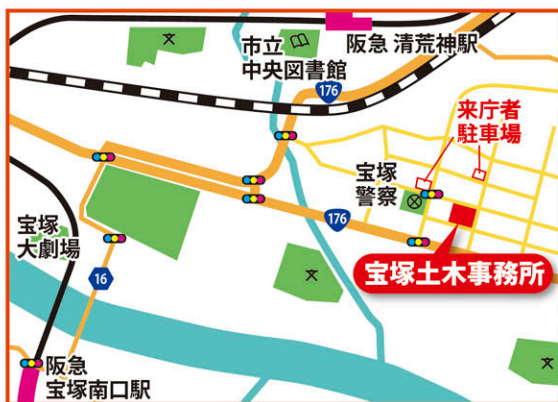 市立
中央図書館
阪急 清荒神駅
176
来庁者
駐車場
宝塚
警察
176
宝塚
大劇場
16
宝塚土木事務所
阪急
宝塚南口駅